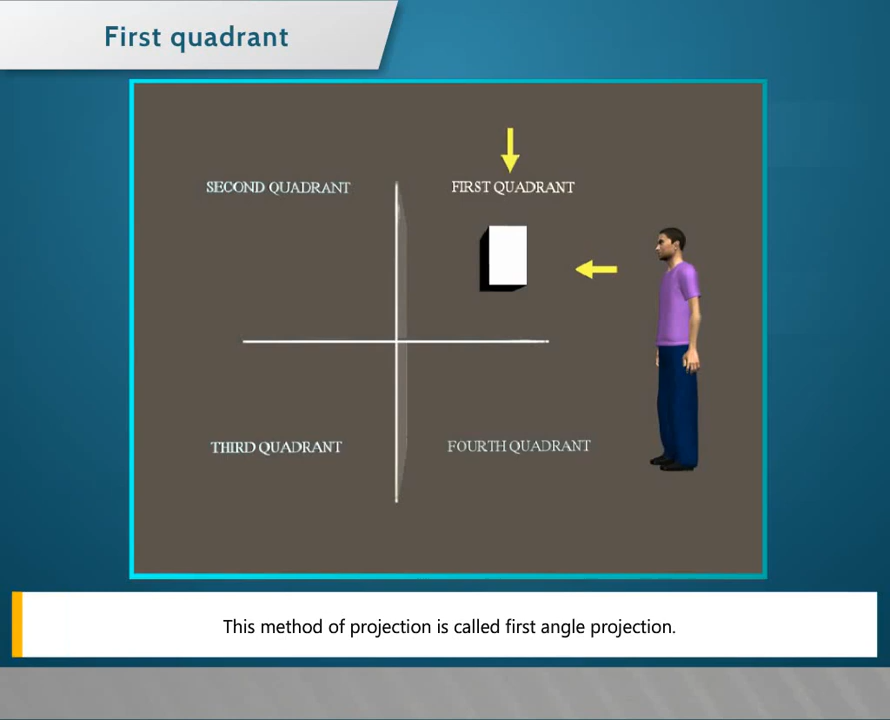 First quadrant
SECOND QUADRANT
FIRST QUADRANT
THIRD QUADRANT
FOURTH QUADRANT
This method of projection is called first angle projection.